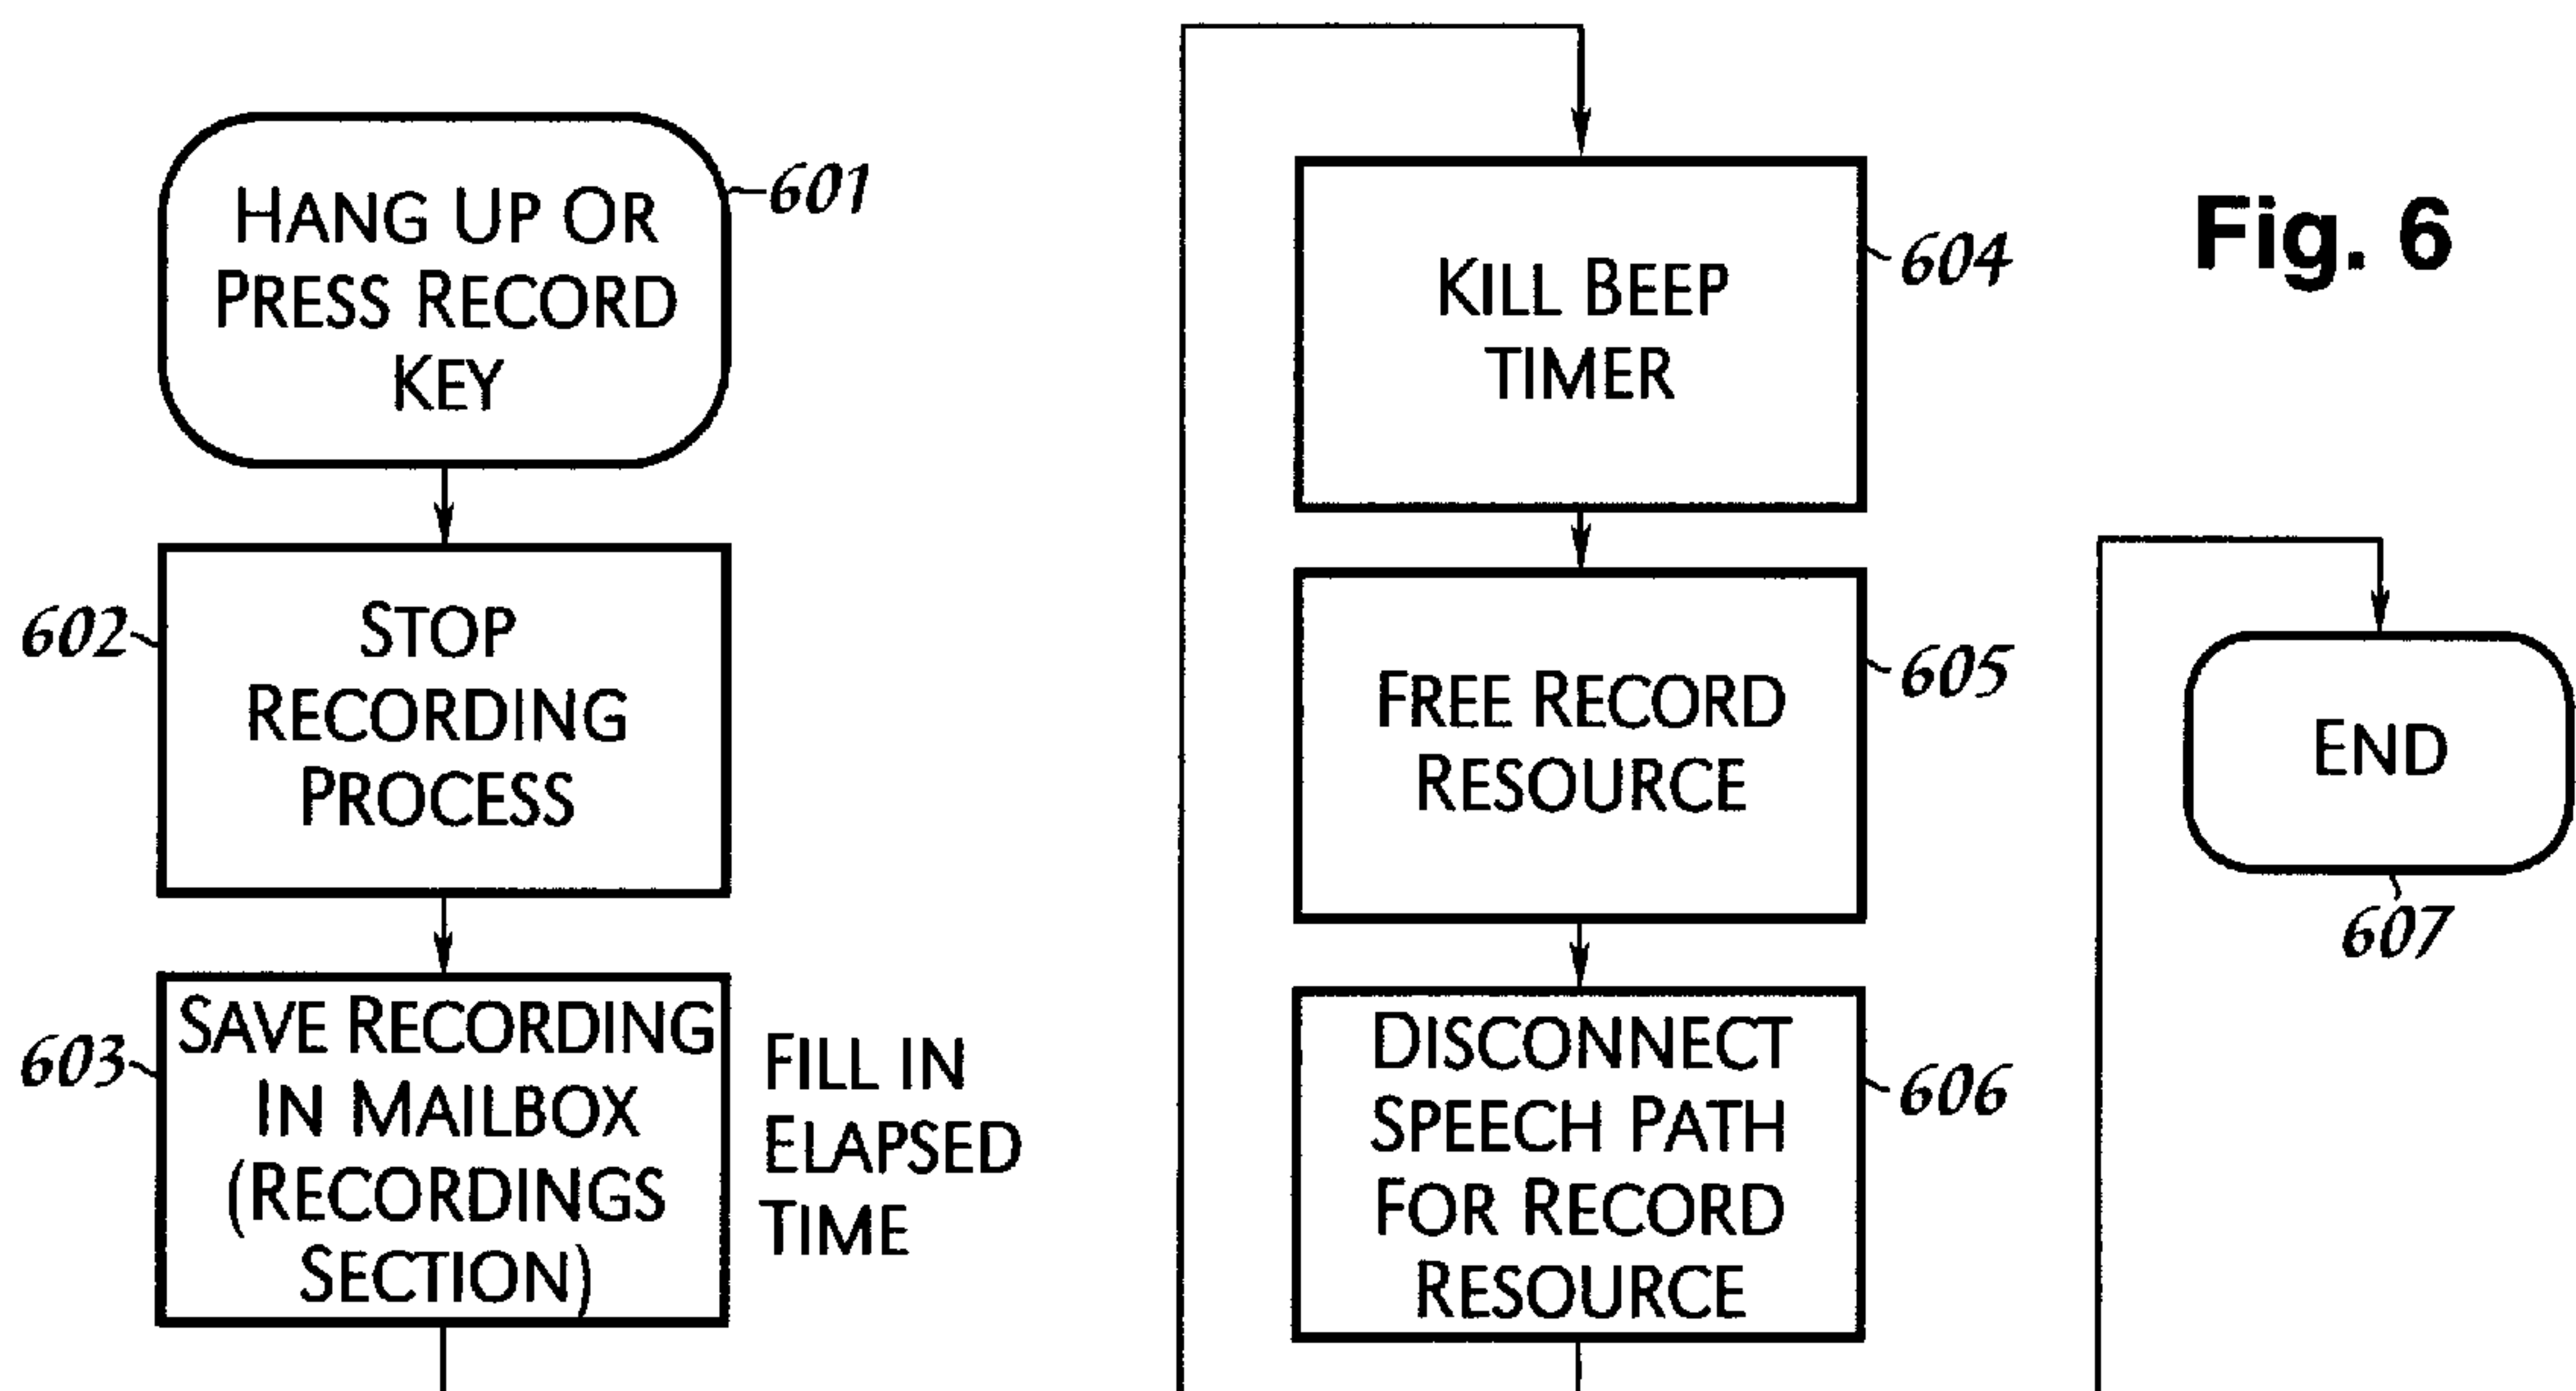 HANG UP OR
PRESS RECORD
KEY
601
STOP
RECORDING
PROCESS
602
SAVE RECORDING
IN MAILBOX
(RECORDINGS
SECTION)
603
FILL IN
ELAPSED
TIME
KILL BEEP
TIMER
604
FREE RECORD
RESOURCE
605
DISCONNECT
SPEECH PATH
FOR RECORD
RESOURCE
606
Fig. 6
END
607